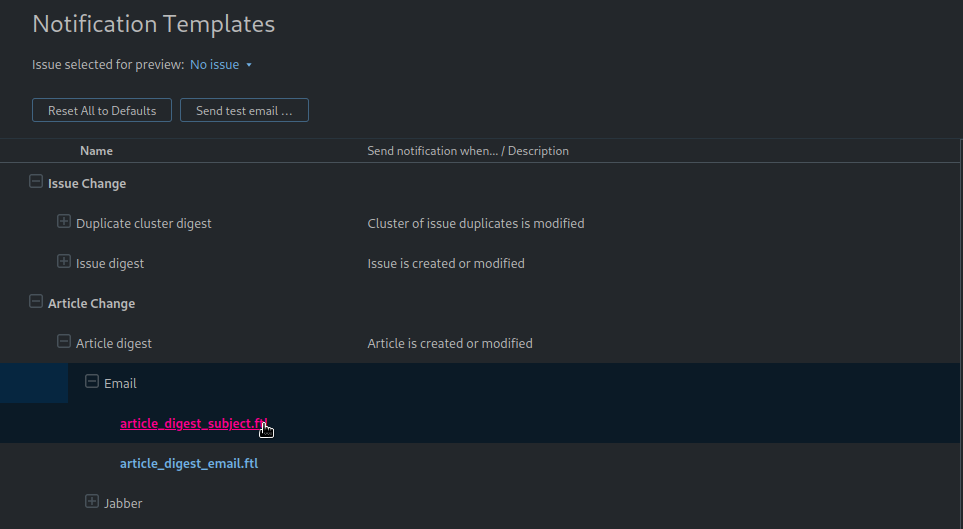 Notification Templates
Issue selected for preview: No issue
Reset All to Defaults Send test email ...
Name Send notification when... / Description
Issue Change
Duplicate cluster digest Cluster of issue duplicates is modified
Issue digest Issue is created or modified
Article Change
Article digest Article is created or modified
Email
article_digest_subject.ftl
article_digest_email.ftl
Jabber